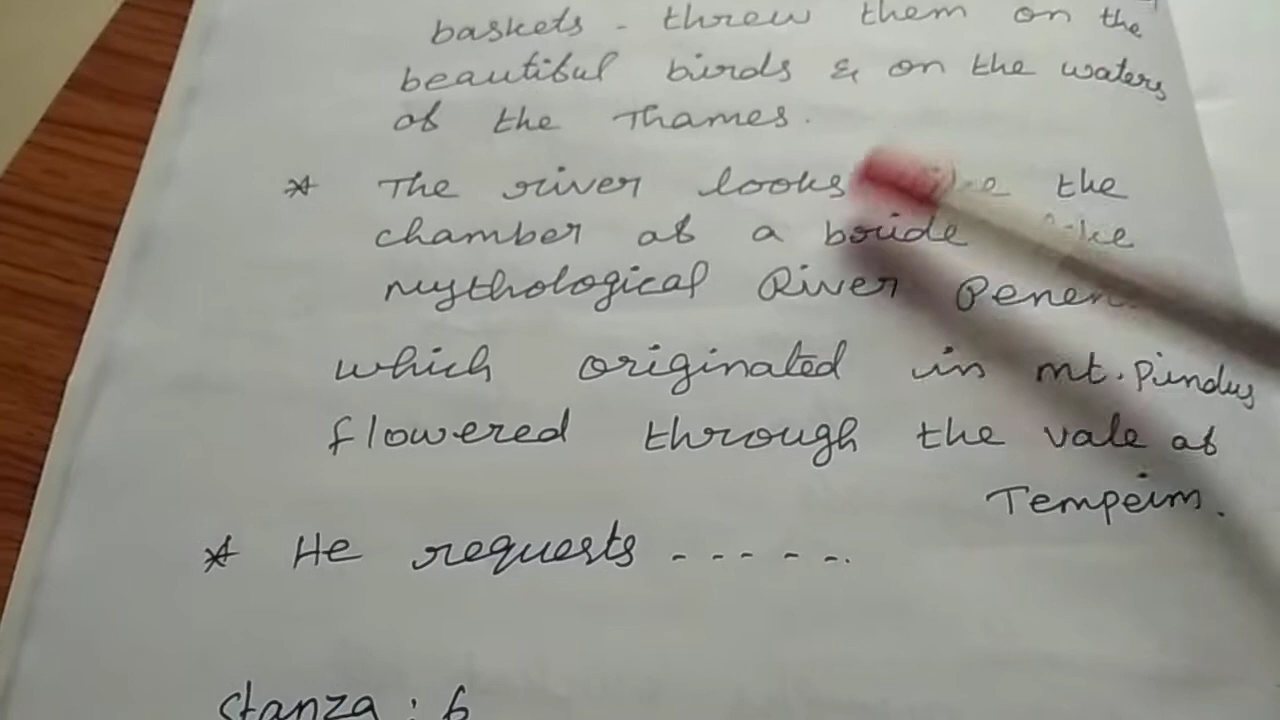 baskets - threw them on the
beautiful birds & on the waters
of the Thames.
* The river looks the
chamber of a bride
mythological River
which originated in mt. Pindus
flowered through the vale of
Tempeim.
* He requests ------.
Stanza : 6